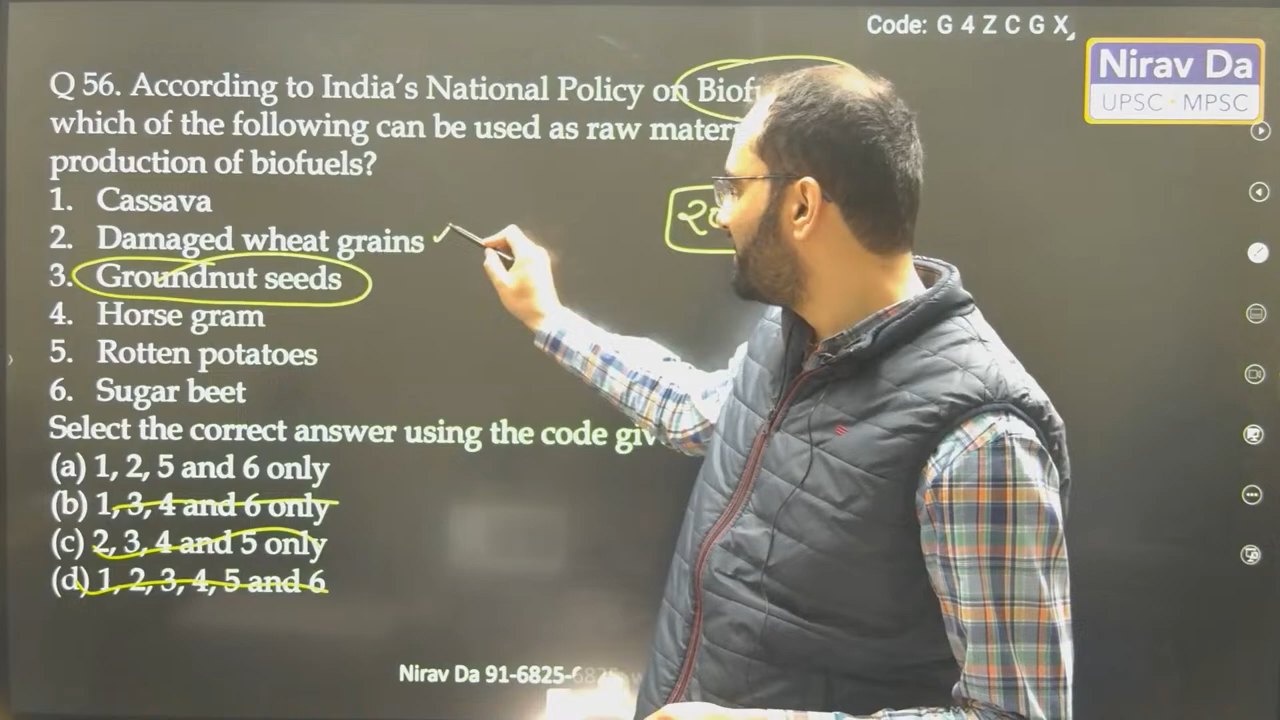 Code: G 4 Z C G X
Nirav Da
UPSC · MPSC
Q 56. According to India's National Policy on
which of the following can be used as raw
production of biofuels?
1. Cassava
2. Damaged wheat grains
3. Groundnut seeds
4. Horse gram
5. Rotten potatoes
6. Sugar beet
Select the correct answer using the code
(a) 1, 2, 5 and 6 only
(b) 1, 3, 4 and 6 only
(c) 2, 3, 4 and 5 only
(d) 1, 2, 3, 4, 5 and 6
Nirav Da 91-6825-